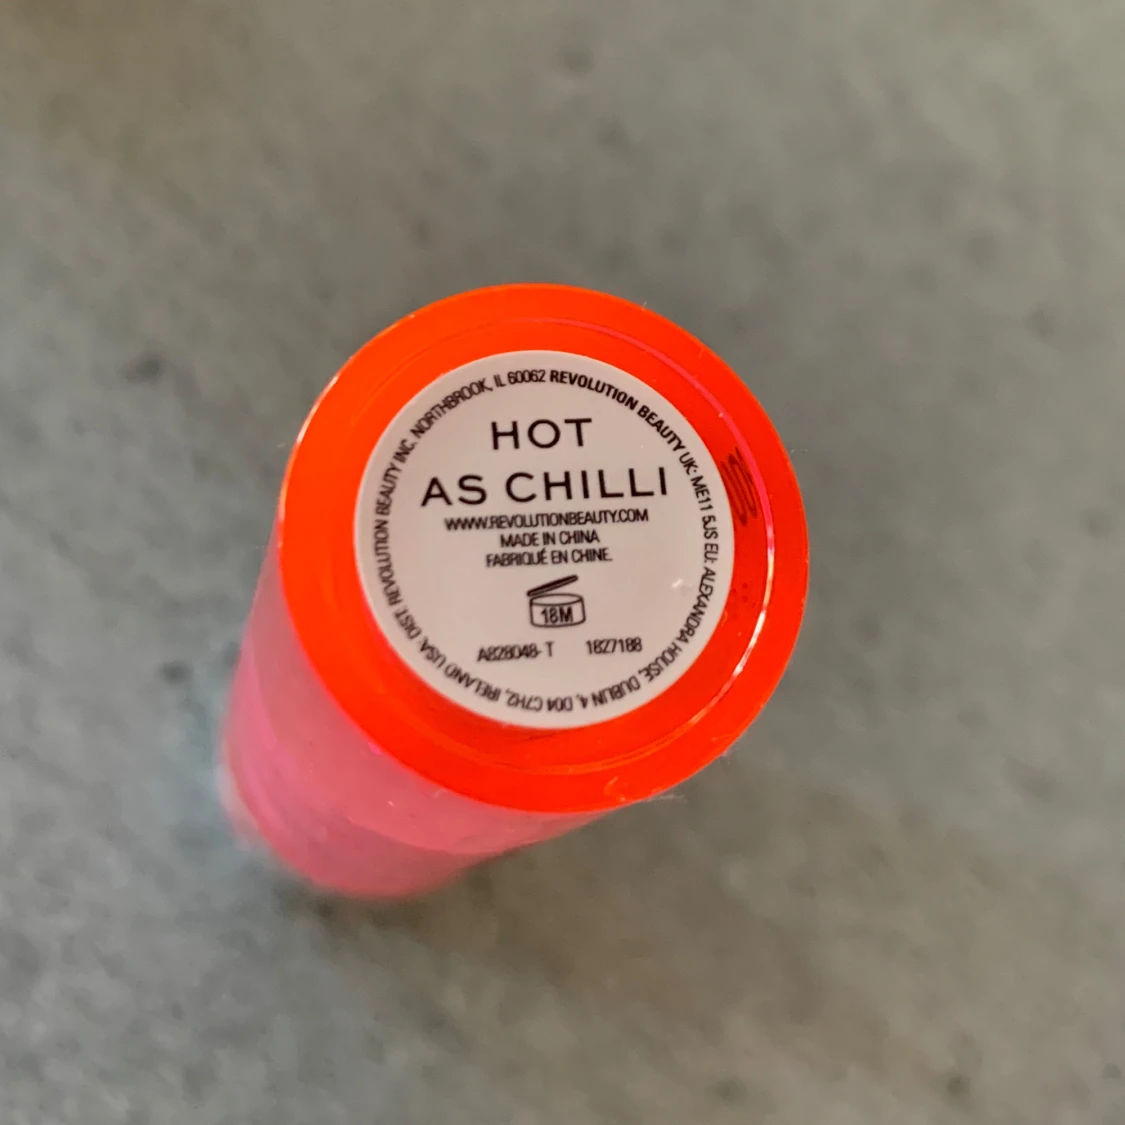 HOT
AS CHILLI
WWW.REVOLUTIONBEAUTY.COM
MADE IN CHINA
FABRIQUÉ EN CHINE.
18M
A828048- T 1827188
REVOLUTION BEAUTY UK: ME11 5JS EU: ALEXANDRA HOUSE, DUBLIN 4, D04 C7H2, IRELAND USA: DIST. REVOLUTION BEAUTY INC. NORTHBROOK, IL 60062